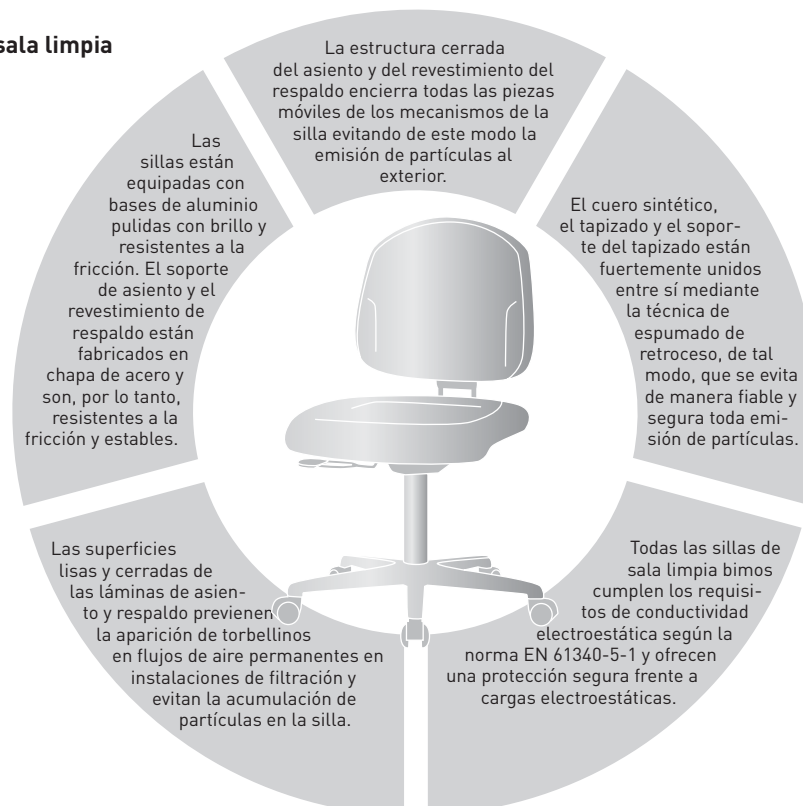 sala limpia
La estructura cerrada
del asiento y del revestimiento del
respaldo encierra todas las piezas
móviles de los mecanismos de la
silla evitando de este modo la
emisión de partículas al
exterior.
El cuero sintético,
el tapizado y el sopor-
te del tapizado están
fuertemente unidos
entre sí mediante
la técnica de
espumado de
retroceso, de tal
modo, que se evita
de manera fiable y
segura toda emi-
sión de partículas.
Todas las sillas de
sala limpia bimos
cumplen los requisi-
tos de conductividad
electroestática según la
norma EN 61340-5-1 y ofrecen
una protección segura frente a
cargas electroestáticas.
Las superficies
lisas y cerradas de
las láminas de asien-
to y respaldo previenen
la aparición de torbellinos
en flujos de aire permanentes en
instalaciones de filtración y
evitan la acumulación de
partículas en la silla.
Las
sillas están
equipadas con
bases de aluminio
pulidas con brillo y
resistentes a la
fricción. El soporte
de asiento y el
revestimiento de
respaldo están
fabricados en
chapa de acero y
son, por lo tanto,
resistentes a la
fricción y estables.